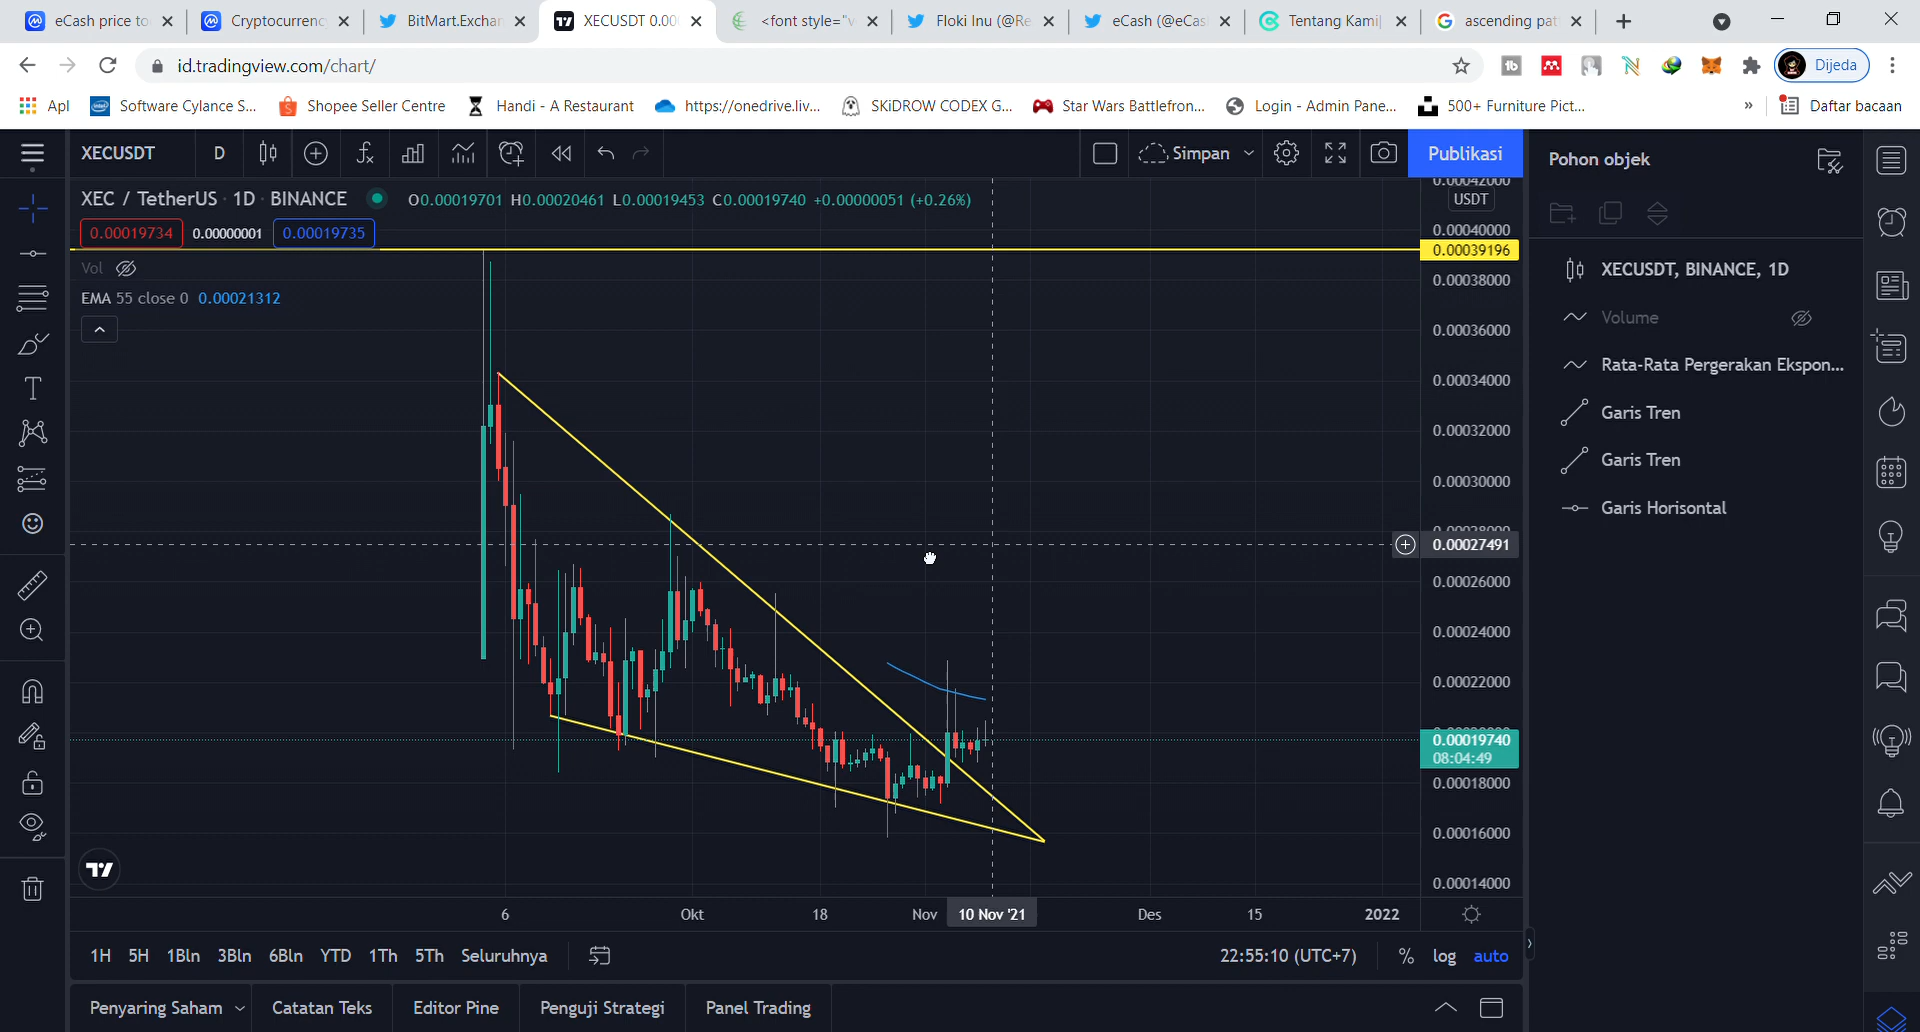 eCash price to
Cryptocurrenc
BitMart.Exchan
XECUSDT 0.00
<font style="v
Floki Inu (@Re
eCash (@eCas
Tentang Kami|
ascending pat
id.tradingview.com/chart/
Dijeda
Apl
Software Cylance S...
Shopee Seller Centre
Handi - A Restaurant
https://onedrive.liv...
SKiDROW CODEX G...
Star Wars Battlefron...
Login - Admin Pane...
500+ Furniture Pict...
»
Daftar bacaan
XECUSDT
D
Simpan
Publikasi
Pohon objek
XEC / TetherUS · 1D · BINANCE
O0.00019701 H0.00020461 L0.00019453 C0.00019740 +0.00000051 (+0.26%)
0.00019734
0.00000001
0.00019735
Vol
EMA 55 close 0 0.00021312
0.00042000
USDT
0.00040000
0.00039196
0.00038000
0.00036000
0.00034000
0.00032000
0.00030000
0.00028000
0.00027491
0.00026000
0.00024000
0.00022000
0.00019740
08:04:49
0.00018000
0.00016000
0.00014000
XECUSDT, BINANCE, 1D
Volume
Rata-Rata Pergerakan Ekspon...
Garis Tren
Garis Tren
Garis Horisontal
6
Okt
18
Nov
10 Nov '21
Des
15
2022
1H 5H 1Bln 3Bln 6Bln YTD 1Th 5Th Seluruhnya
22:55:10 (UTC+7)
%
log
auto
Penyaring Saham
Catatan Teks
Editor Pine
Penguji Strategi
Panel Trading